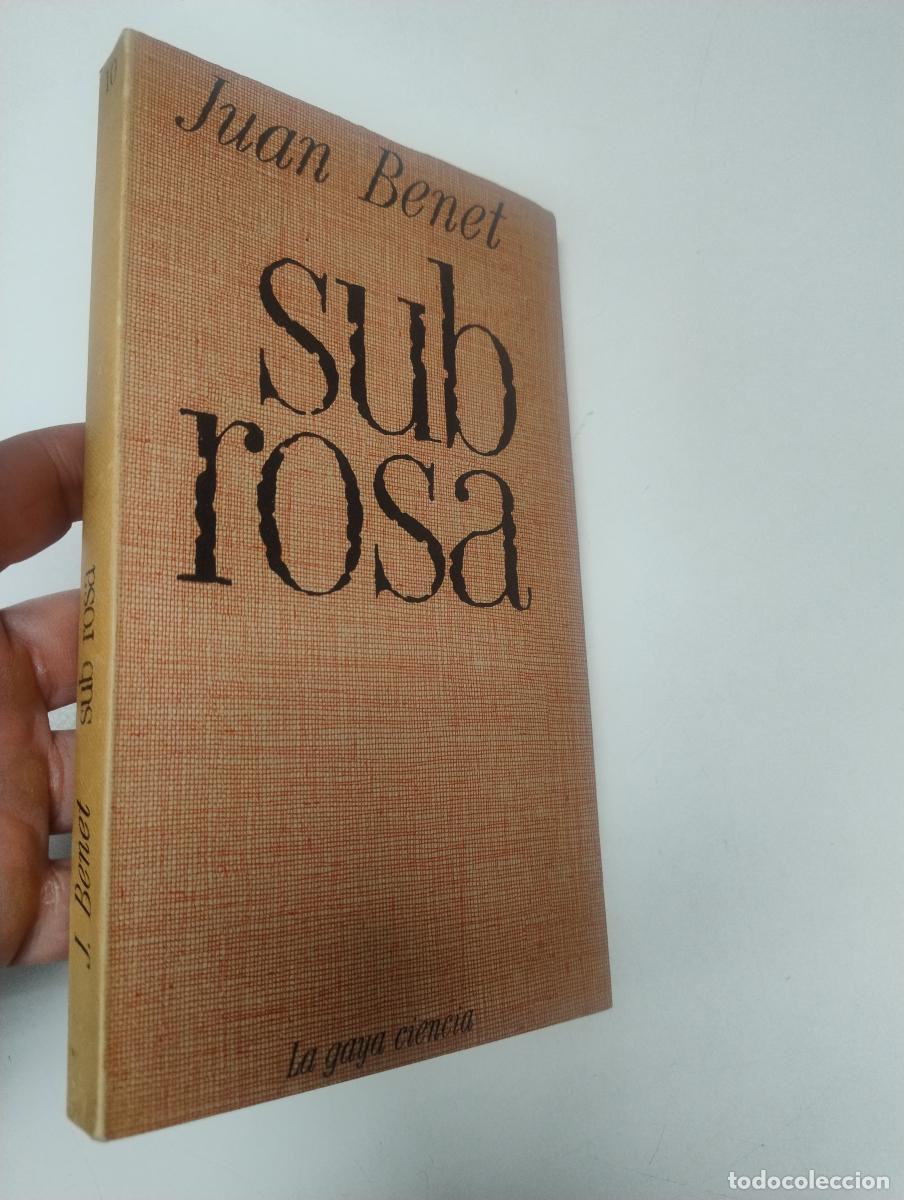 Juan Benet
sub
rosa
La gaya ciencia
10
J. Benet sub rosa
todocoleccion